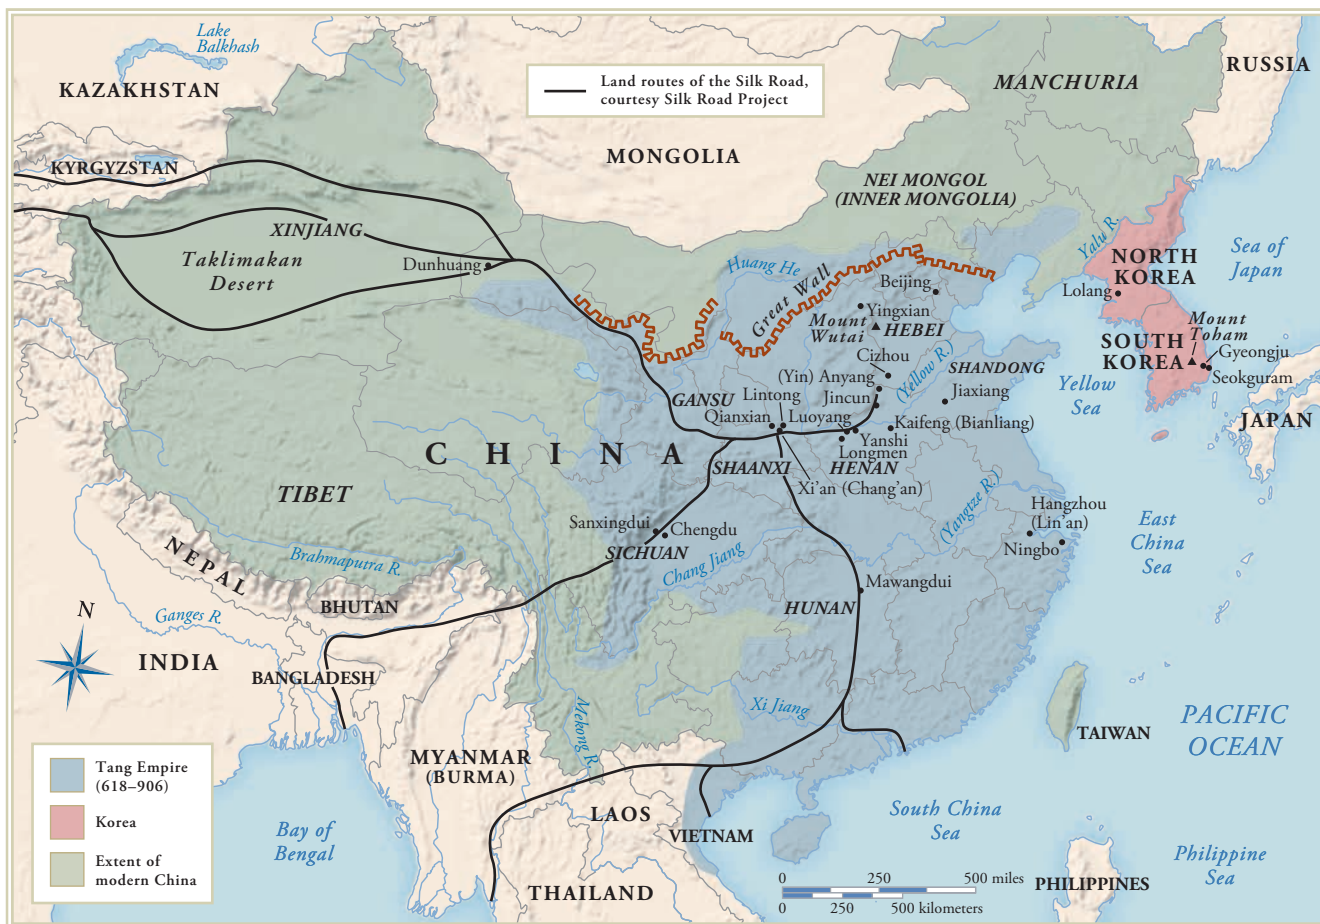 Lake
Balkhash
KAZAKHSTAN
Land routes of the Silk Road,
courtesy Silk Road Project
RUSSIA
MANCHURIA
MONGOLIA
KYRGYZSTAN
NEI MONGOL
(INNER MONGOLIA)
XINJIANG
Taklimakan
Desert
Dunhuang
Huang He
Great Wall
Beijing
Yalu R.
NORTH
KOREA
Sea of
Japan
Lolang
Yingxian
Mount
Wutai
HEBEI
Mount
Toham
SOUTH
KOREA
Gyeongju
Seokguram
Cizhou
(Yellow R.)
SHANDONG
Yellow
Sea
(Yin) Anyang
Jincun
Jiaxiang
GANSU
Lintong
Qianxian
Luoyang
Kaifeng (Bianliang)
Yanshi
Longmen
JAPAN
CHINA
SHAANXI
HENAN
Xi'an (Chang'an)
TIBET
(Yangtze R.)
Hangzhou
(Lin'an)
Ningbo
East
China
Sea
Sanxingdui
Chengdu
SICHUAN
Chang Jiang
NEPAL
Brahmaputra R.
Mawangdui
HUNAN
BHUTAN
Ganges R.
N
INDIA
BANGLADESH
Xi Jiang
Mekong R.
TAIWAN
PACIFIC
OCEAN
MYANMAR
(BURMA)
Tang Empire
(618–906)
Korea
Extent of
modern China
Bay of
Bengal
LAOS
VIETNAM
South China
Sea
THAILAND
PHILIPPINES
Philippine
Sea
0 250 500 miles
0 250 500 kilometers